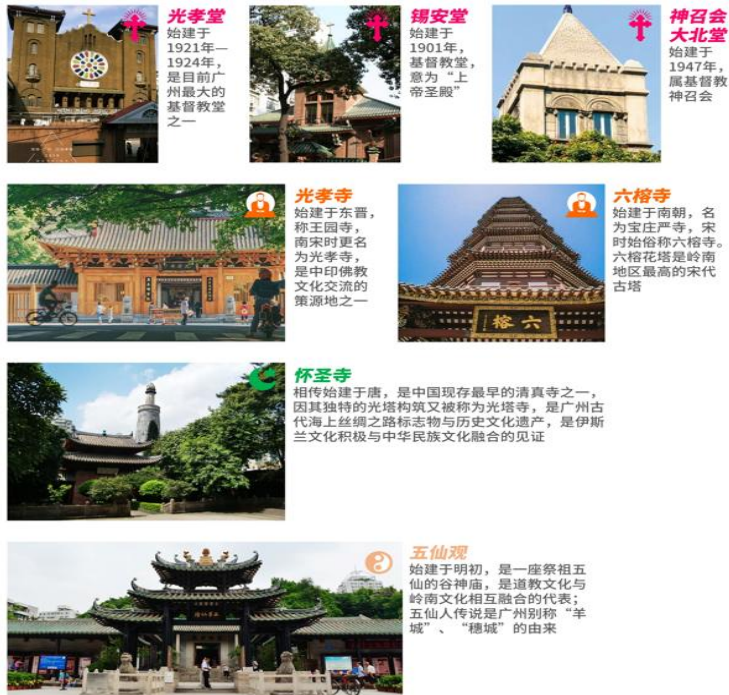 光孝堂
始建于
1921年—
1924年，
是目前广
州最大的
基督教堂
之一
锡安堂
始建于
1901年，
基督教堂，
意为“上
帝圣殿”
神召会
大北堂
始建于
1947年，
属基督教
神召会
光孝寺
始建于东晋，
称王园寺，
南宋时更名
为光孝寺，
是中印佛教
文化交流的
策源地之一
六榕寺
始建于南朝，名
为宝庄严寺，宋
时始俗称六榕寺。
六榕花塔是岭南
地区最高的宋代
古塔
六榕
怀圣寺
相传始建于唐，是中国现存最早的清真寺之一，
因其独特的光塔构筑又被称为光塔寺，是广州古
代海上丝绸之路标志物与历史文化遗产，是伊斯
兰文化积极与中华民族文化融合的见证
五仙观
始建于明初，是一座祭祖五
仙的谷神庙，是道教文化与
岭南文化相互融合的代表；
五仙人传说是广州别称“羊
城”、“穗城”的由来